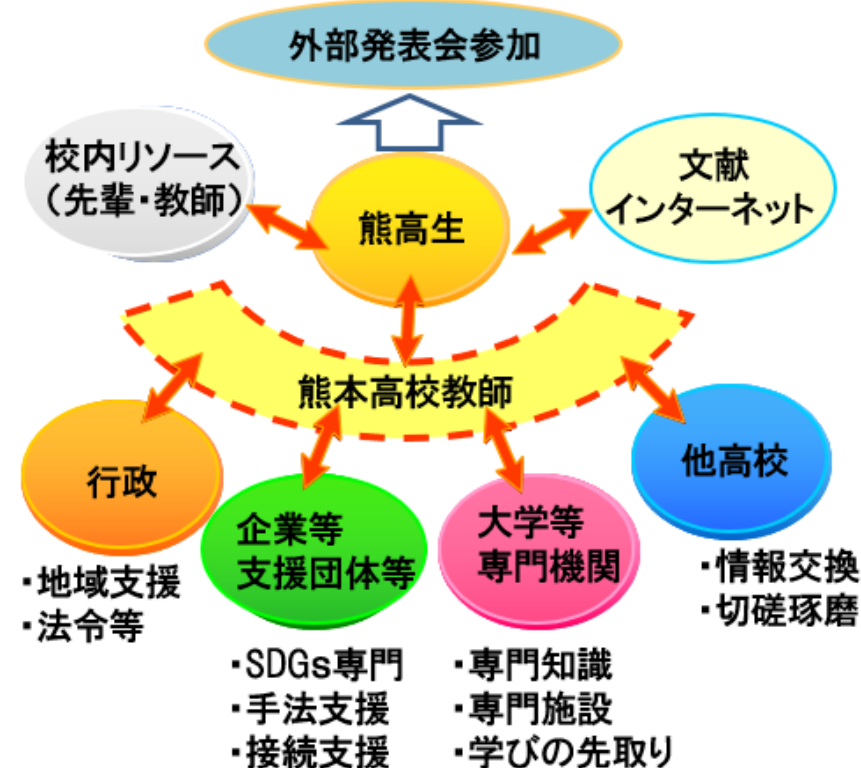 外部発表会参加
校内リソース
（先輩・教師）
熊高生
文献
インターネット
熊本高校教師
行政
・地域支援
・法令等
企業等
支援団体等
・SDGs専門
・手法支援
・接続支援
大学等
専門機関
・専門知識
・専門施設
・学びの先取り
他高校
・情報交換
・切磋琢磨